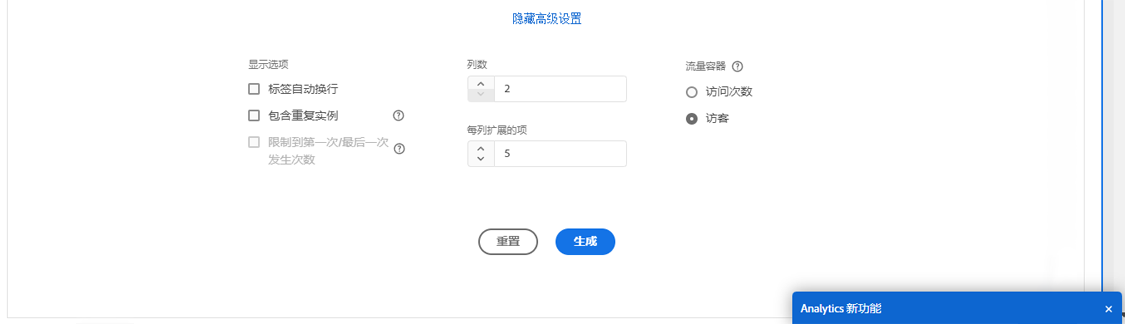 隐藏高级设置
显示选项
标签自动换行
包含重复实例
限制到第一次/最后一次
发生次数
列数
2
每列扩展的项
5
流量容器
访问次数
访客
重置
生成
Analytics 新功能